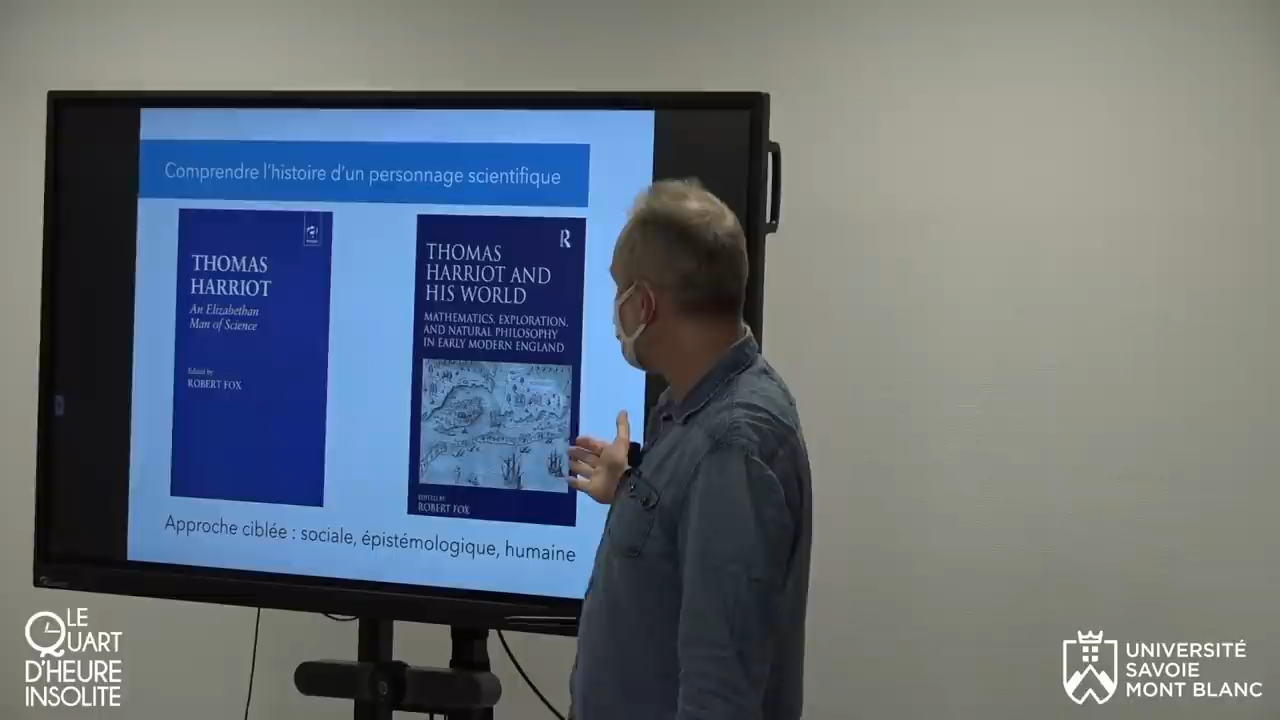 Comprendre l'histoire d'un personnage scientifique
THOMAS
HARRIOT
An Elizabethan
Man of Science
Edited by
ROBERT FOX
R
THOMAS
HARRIOT AND
HIS WORLD
MATHEMATICS, EXPLORATION,
AND NATURAL PHILOSOPHY
IN EARLY MODERN ENGLAND
EDITED BY
ROBERT FOX
Approche ciblée : sociale, épistémologique, humaine
LE
QUART
D'HEURE
INSOLITE
UNIVERSITÉ
SAVOIE
MONT BLANC